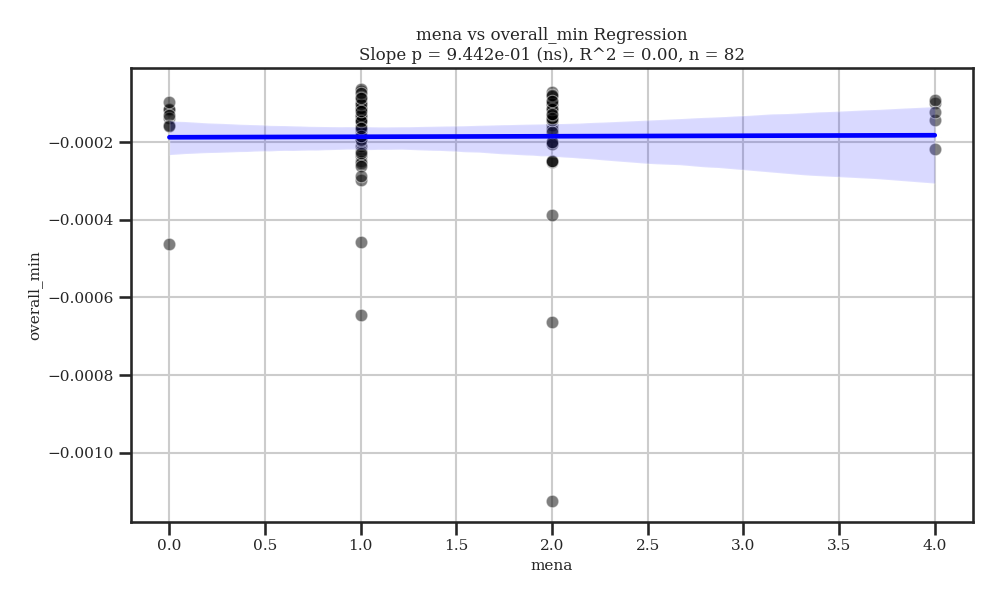 mena vs overall_min Regression
Slope p = 9.442e-01 (ns), R^2 = 0.00, n = 82
overall_min
−0.0002
−0.0004
−0.0006
−0.0008
−0.0010
0.0 0.5 1.0 1.5 2.0 2.5 3.0 3.5 4.0
mena